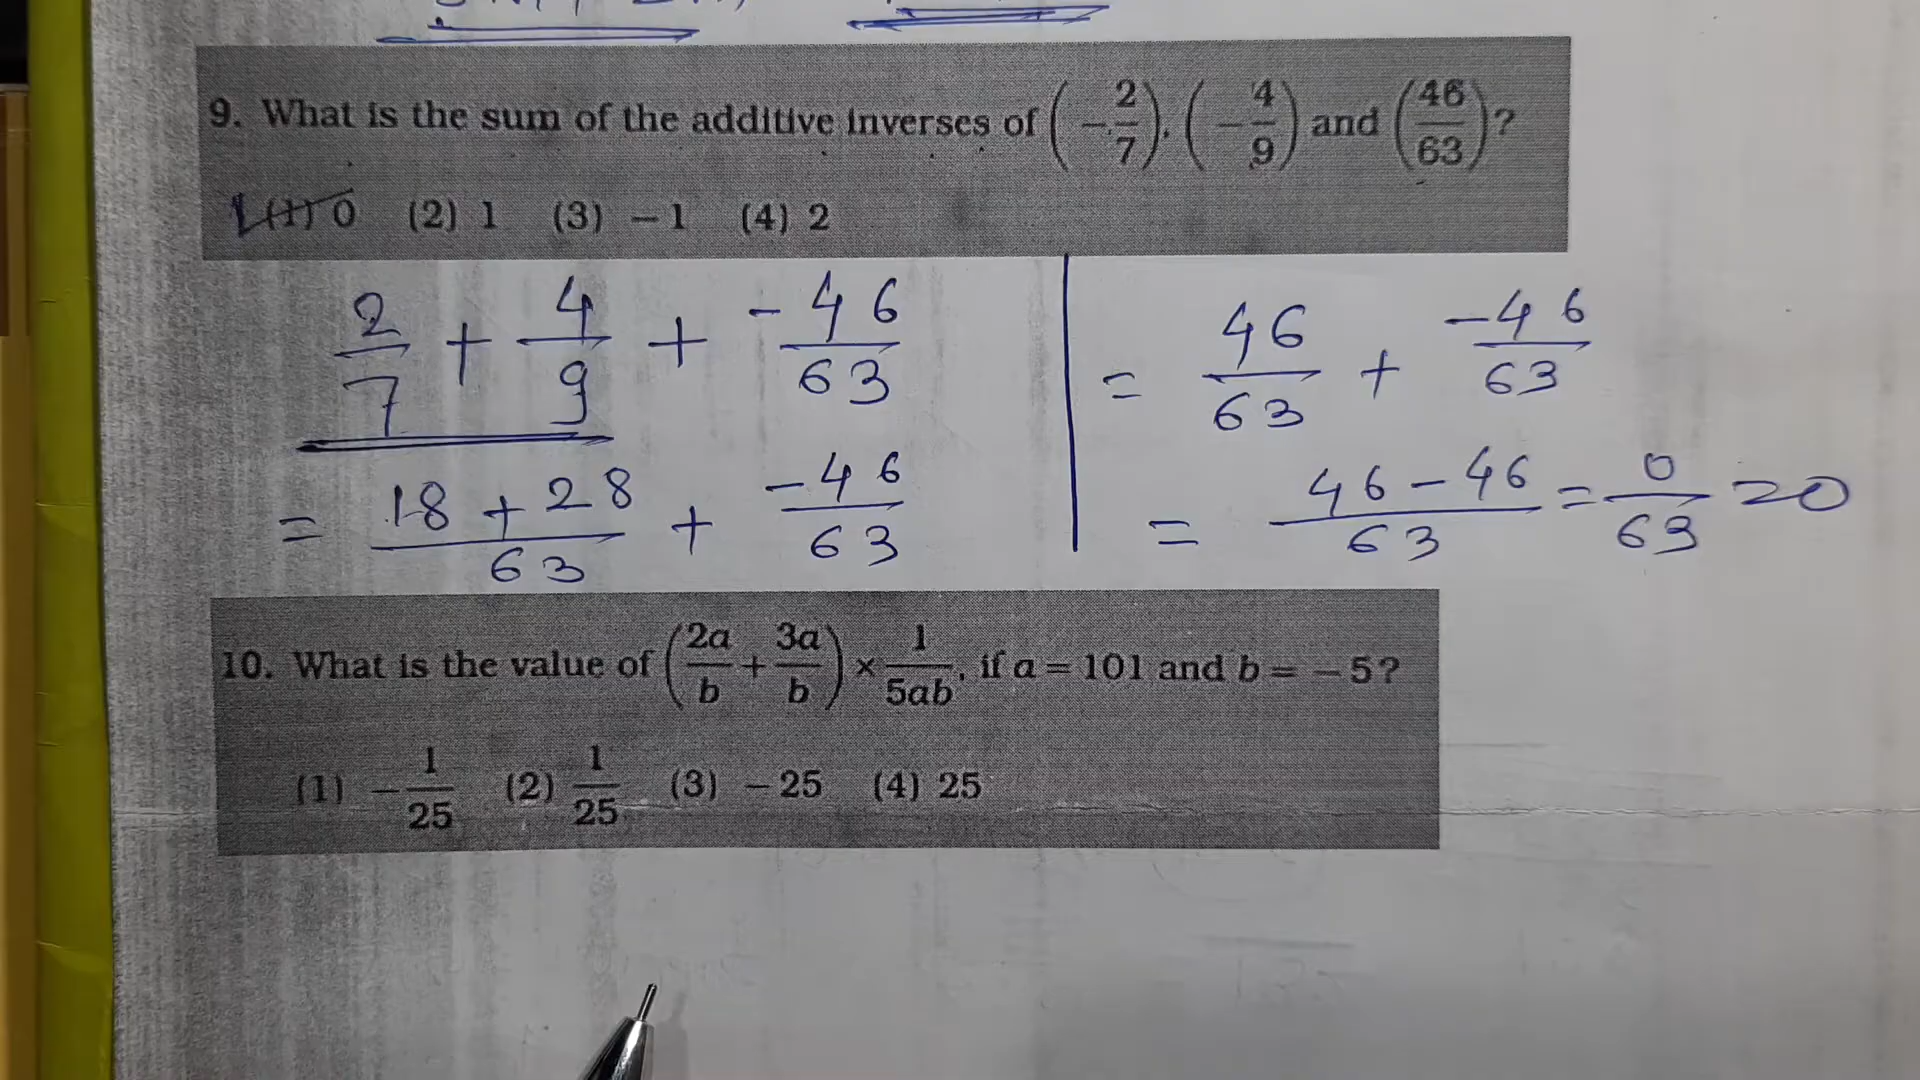 9. What is the sum of the additive inverses of (-2/7), (-4/9) and (46/63)?
(1) 0 (2) 1 (3) -1 (4) 2
2/7 + 4/9 + -46/63
= 18 + 28/63 + -46/63
= 46/63 + -46/63
= 46-46/63 = 0/63 = 0
10. What is the value of (2a/b + 3a/b) × 1/5ab, if a = 101 and b = -5?
(1) -1/25 (2) 1/25 (3) -25 (4) 25